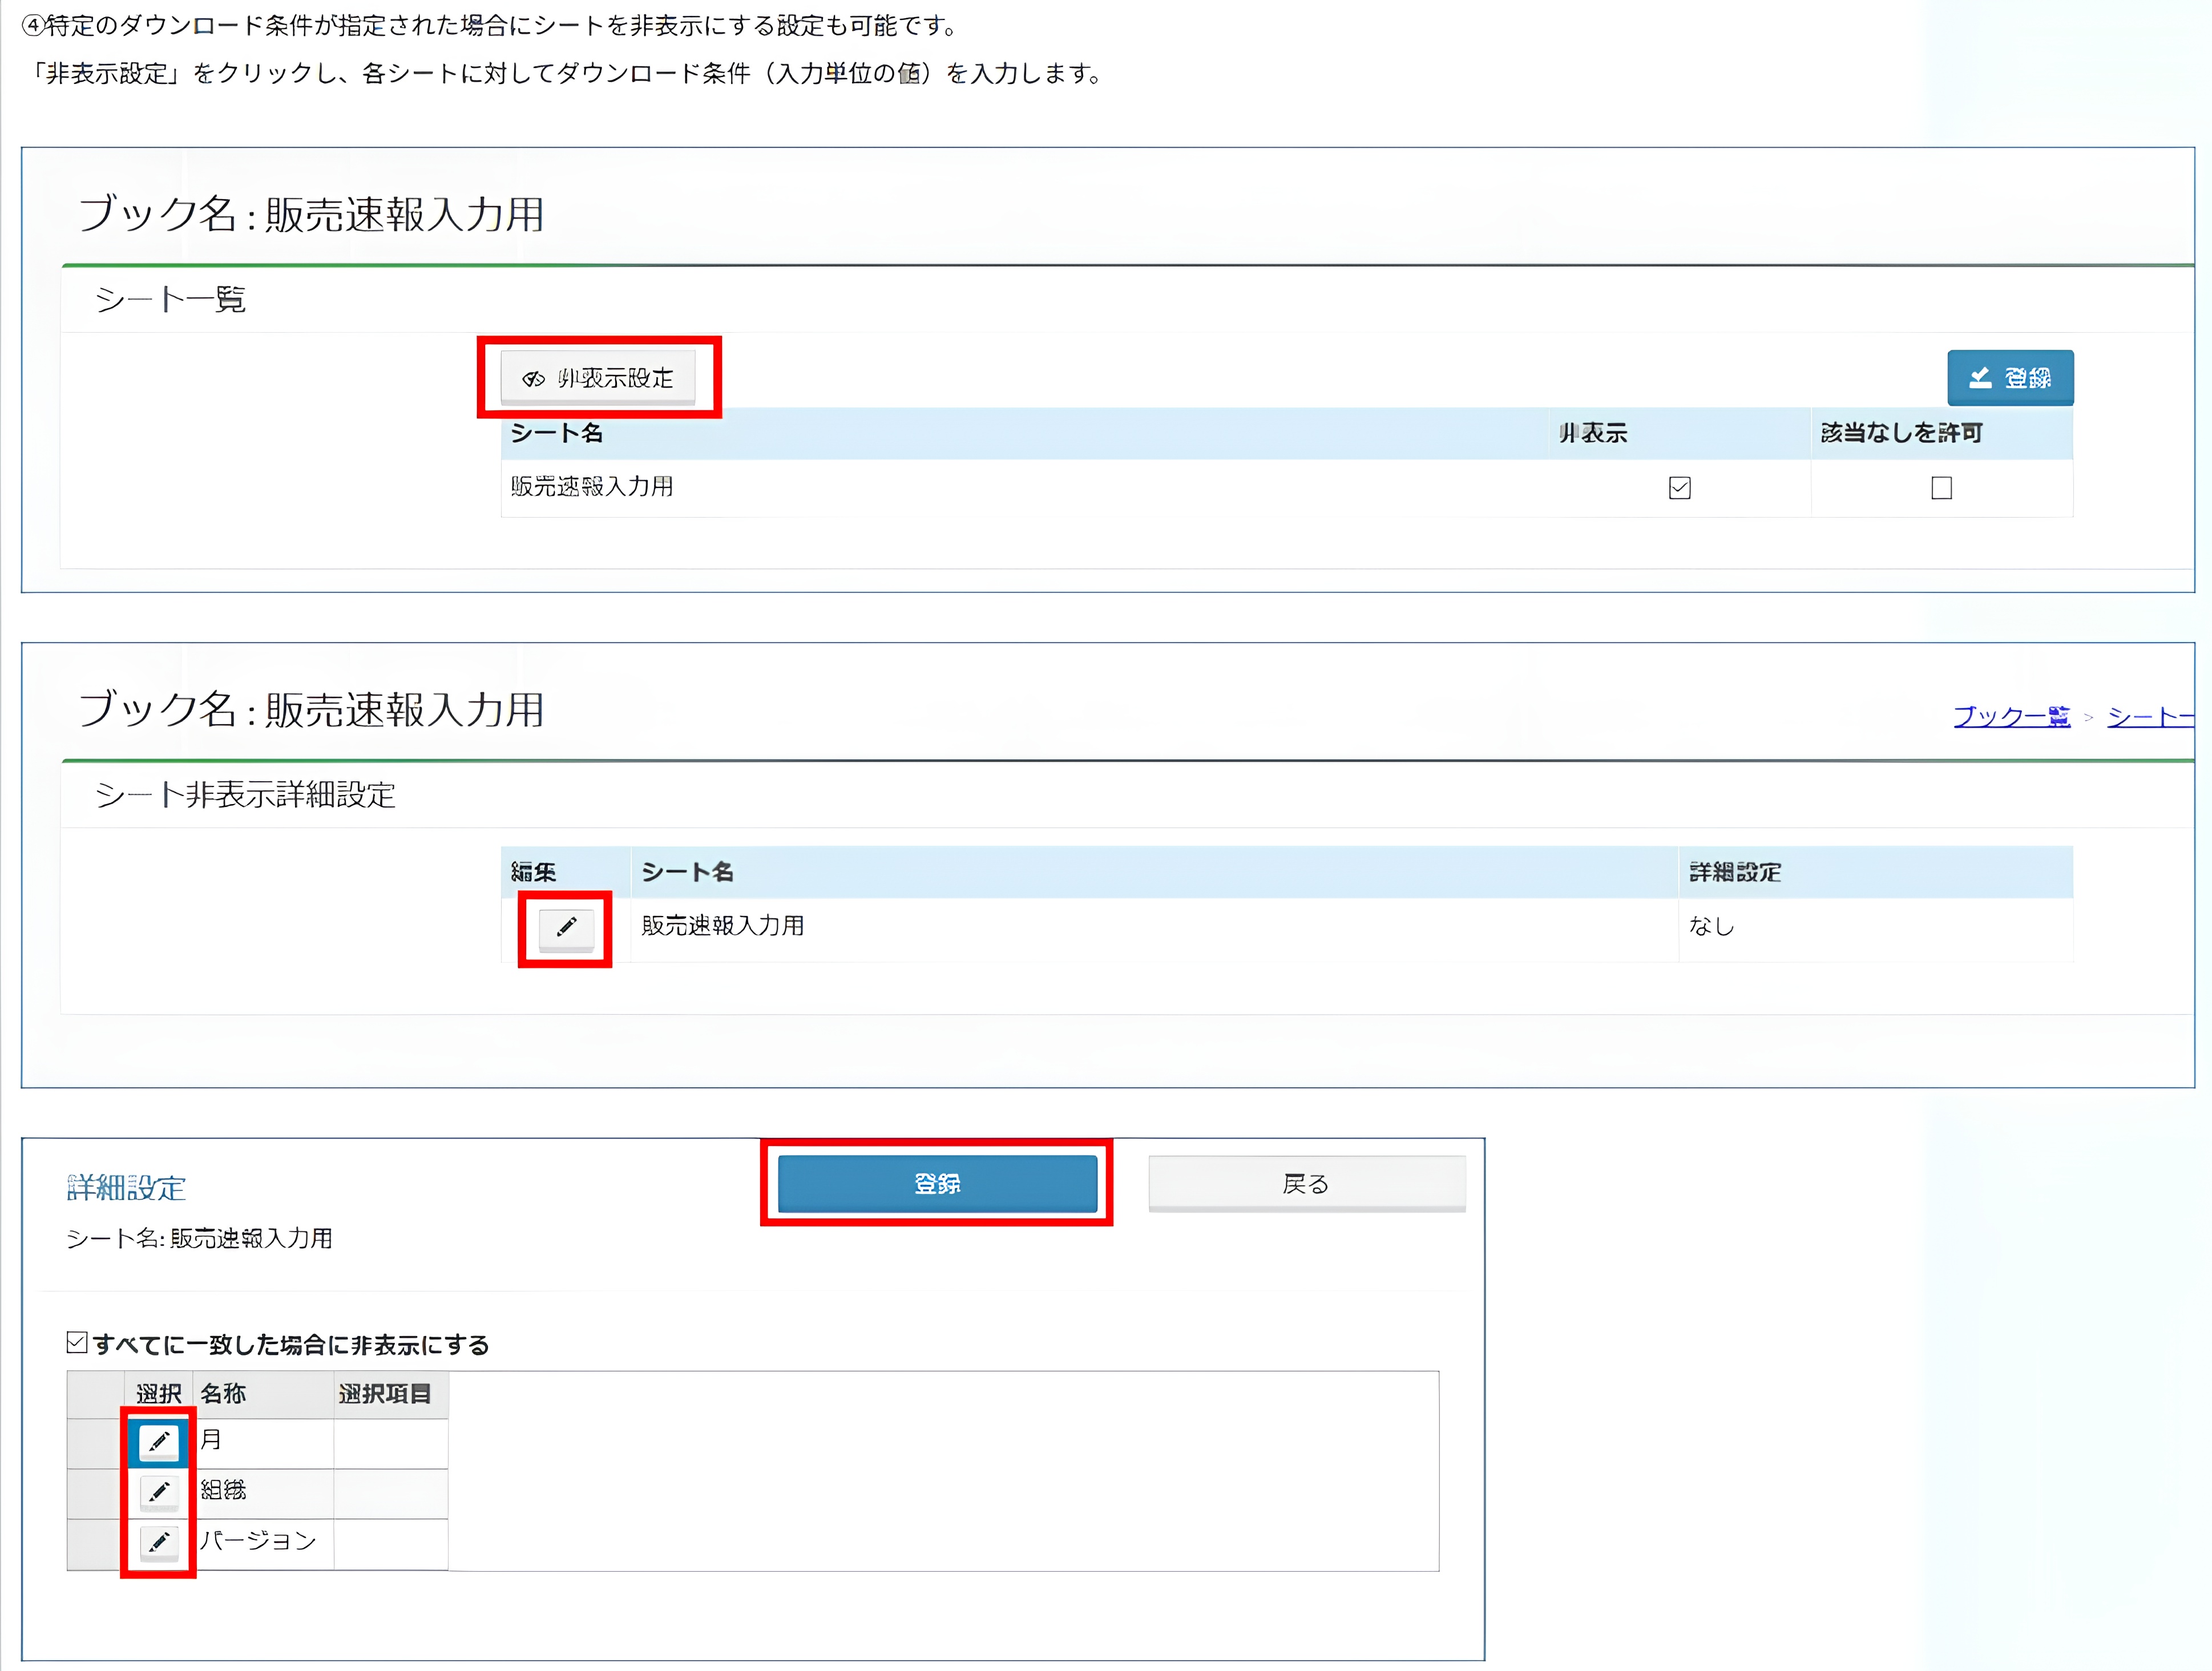 ④特定のダウンロード条件が指定された場合にシートを非表示にする設定も可能です。
「非表示設定」をクリックし、各シートに対してダウンロード条件（入力単位の値）を入力します。
ブック名 : 販売速報入力用
シート一覧
非表示設定
登録
シート名 非表示 該当なしを許可
販売速報入力用
ブック名 : 販売速報入力用
ブック一覧 > シート一
シート非表示詳細設定
編集 シート名 詳細設定
販売速報入力用 なし
詳細設定
登録
戻る
シート名: 販売速報入力用
すべてに一致した場合に非表示にする
選択 名称 選択項目
月
組織
バージョン